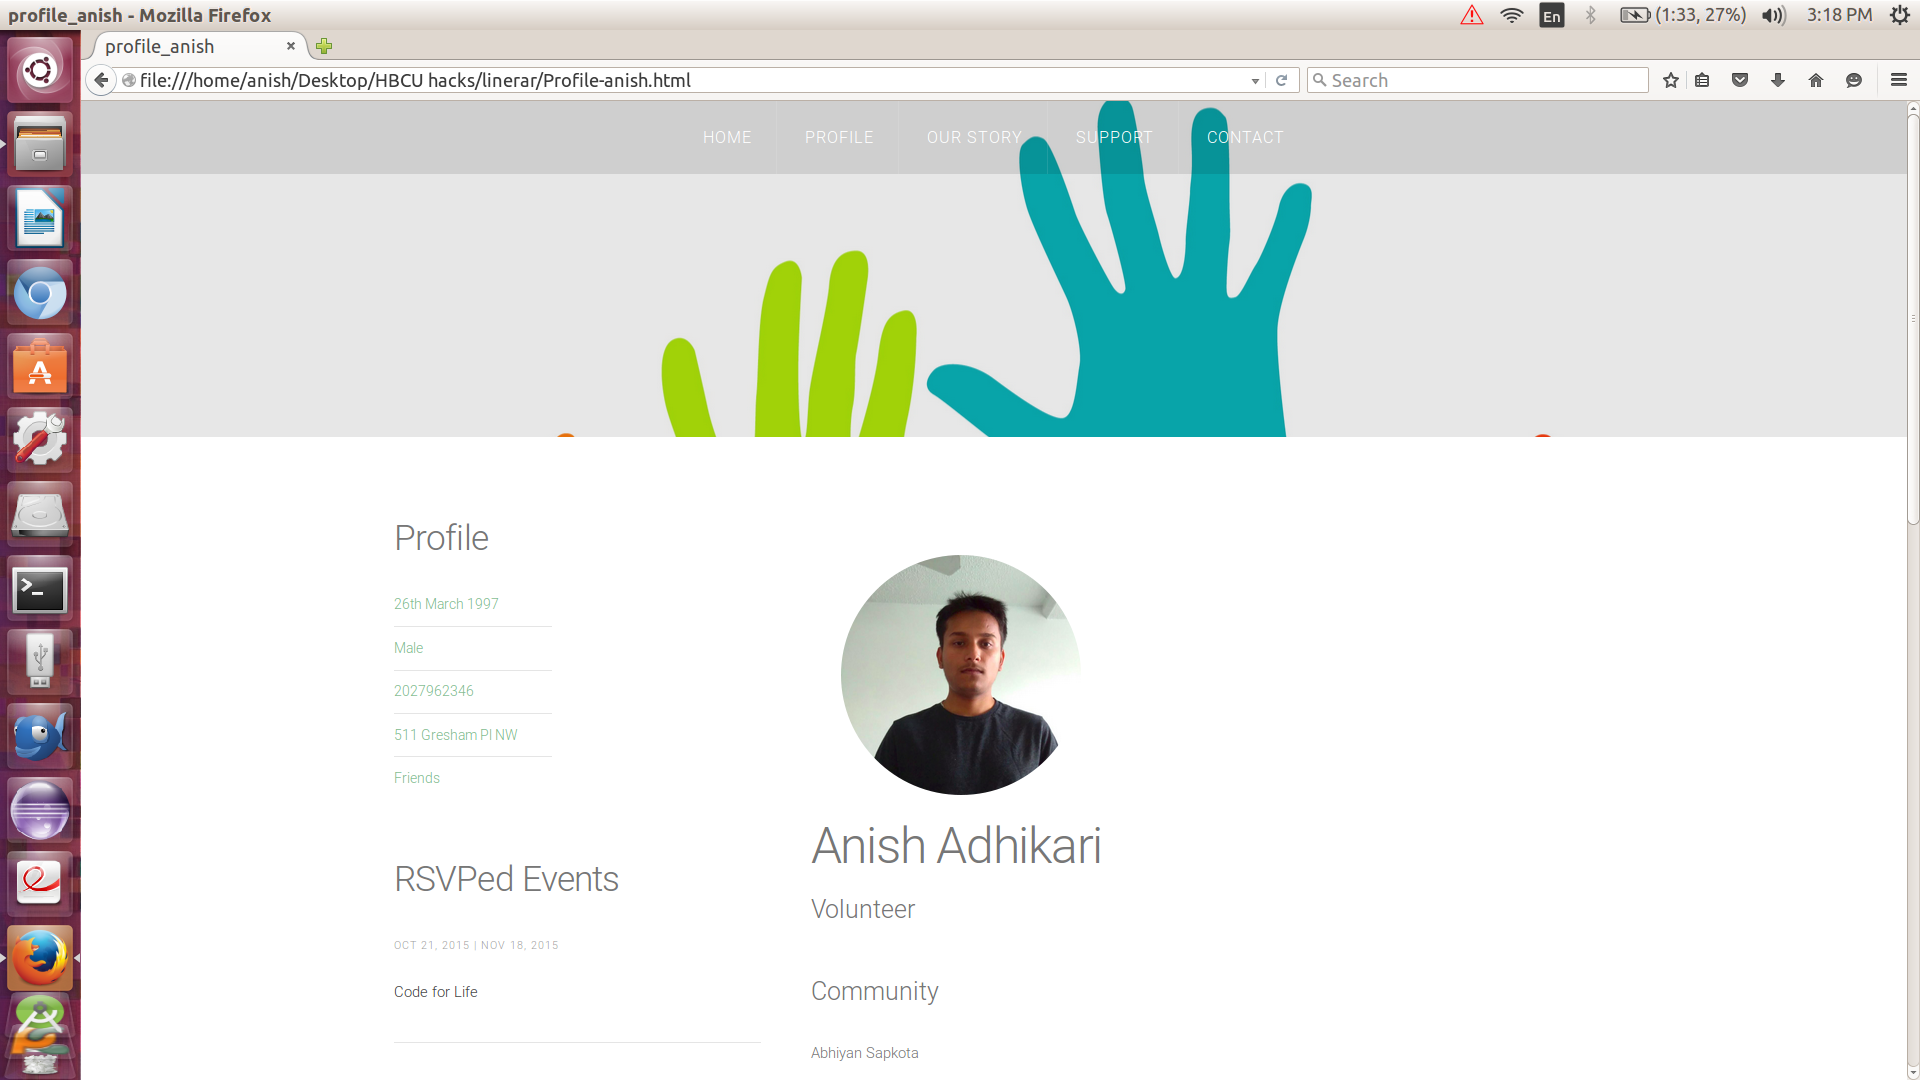 profile_anish - Mozilla Firefox
En
(1:33, 27%)
3:18 PM
profile_anish
file:///home/anish/Desktop/HBCU hacks/linerar/Profile-anish.html
Search
HOME
PROFILE
OUR STORY
SUPPORT
CONTACT
Profile
26th March 1997
Male
2027962346
511 Gresham Pl NW
Friends
RSVPed Events
OCT 21, 2015 | NOV 18, 2015
Code for Life
Anish Adhikari
Volunteer
Community
Abhiyan Sapkota